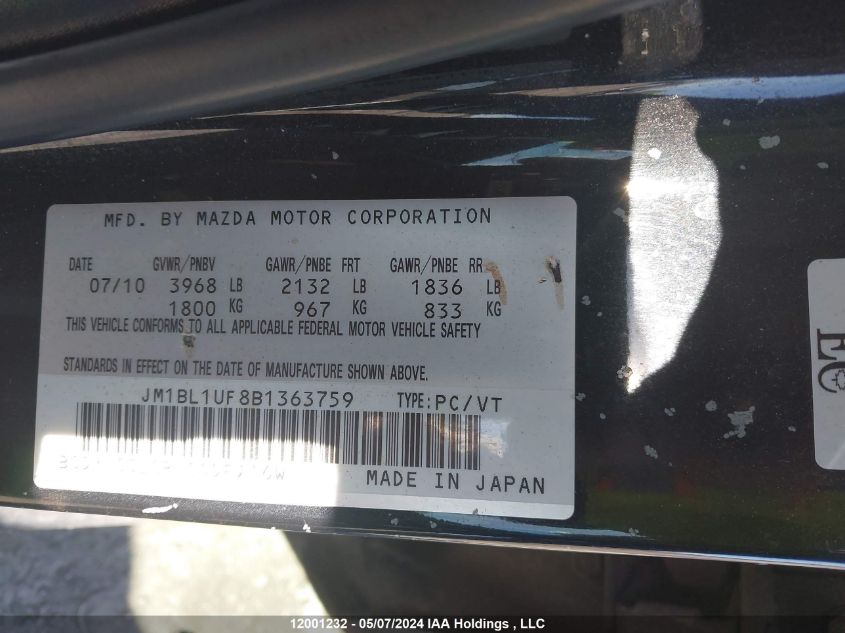 MFD. BY MAZDA MOTOR CORPORATION
DATE GVWR/PNBV GAWR/PNBE FRT GAWR/PNBE RR
07/10 3968 LB 2132 LB 1836 LB
1800 KG 967 KG 833 KG
THIS VEHICLE CONFORMS TO ALL APPLICABLE FEDERAL MOTOR VEHICLE SAFETY
STANDARDS IN EFFECT ON THE DATE OF MANUFACTURE SHOWN ABOVE.
JM1BL1UF8B1363759 TYPE:PC/VT
MADE IN JAPAN
12001232 - 05/07/2024 IAA Holdings , LLC